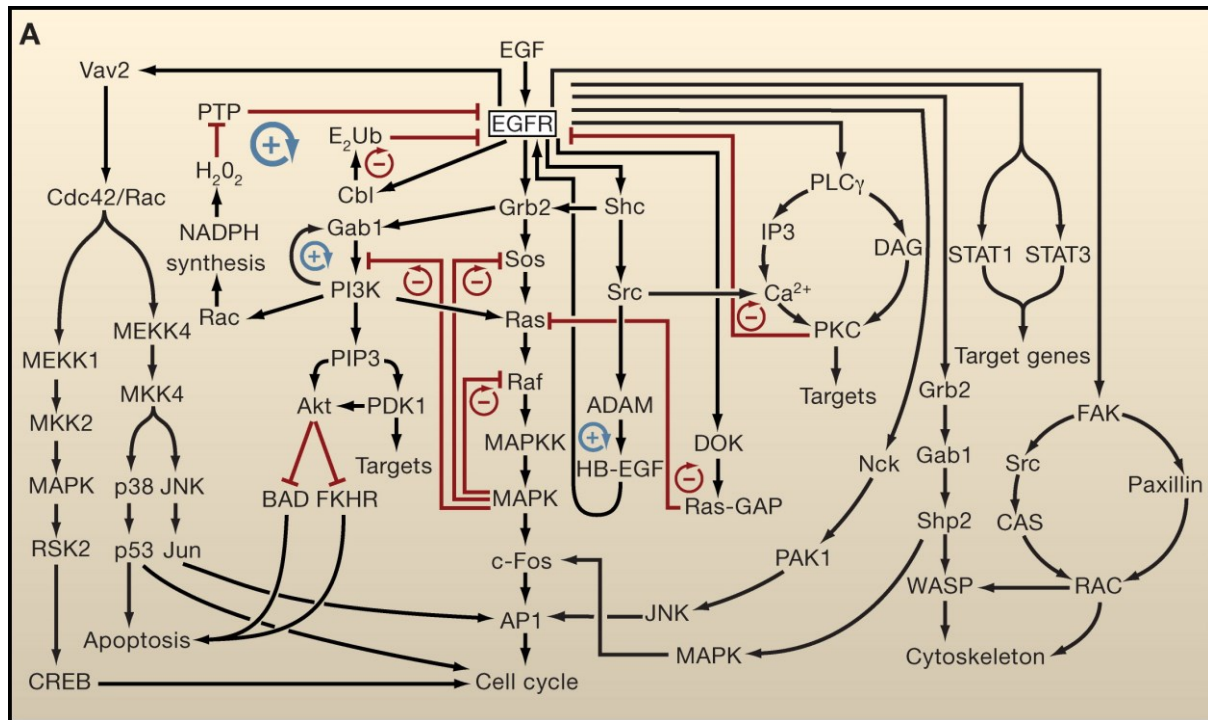 A
EGF
Vav2
PTP
EGFR
E2Ub
+
-
H2O2
PLCγ
Cdc42/Rac
Cbl
Grb2
Shc
Gab1
IP3
DAG
NADPH
synthesis
+
-
-
Sos
STAT1
STAT3
PI3K
Src
Ca2+
-
Rac
Ras
PKC
MEKK4
MEKK1
PIP3
Target genes
Raf
-
Targets
Grb2
MKK4
Akt
PDK1
ADAM
FAK
MKK2
+
MAPKK
DOK
Gab1
Targets
HB-EGF
Nck
Src
MAPK
p38
JNK
BAD
FKHR
MAPK
-
Ras-GAP
Paxillin
Shp2
CAS
RSK2
p53
Jun
c-Fos
PAK1
WASP
RAC
AP1
JNK
Apoptosis
MAPK
Cytoskeleton
CREB
Cell cycle